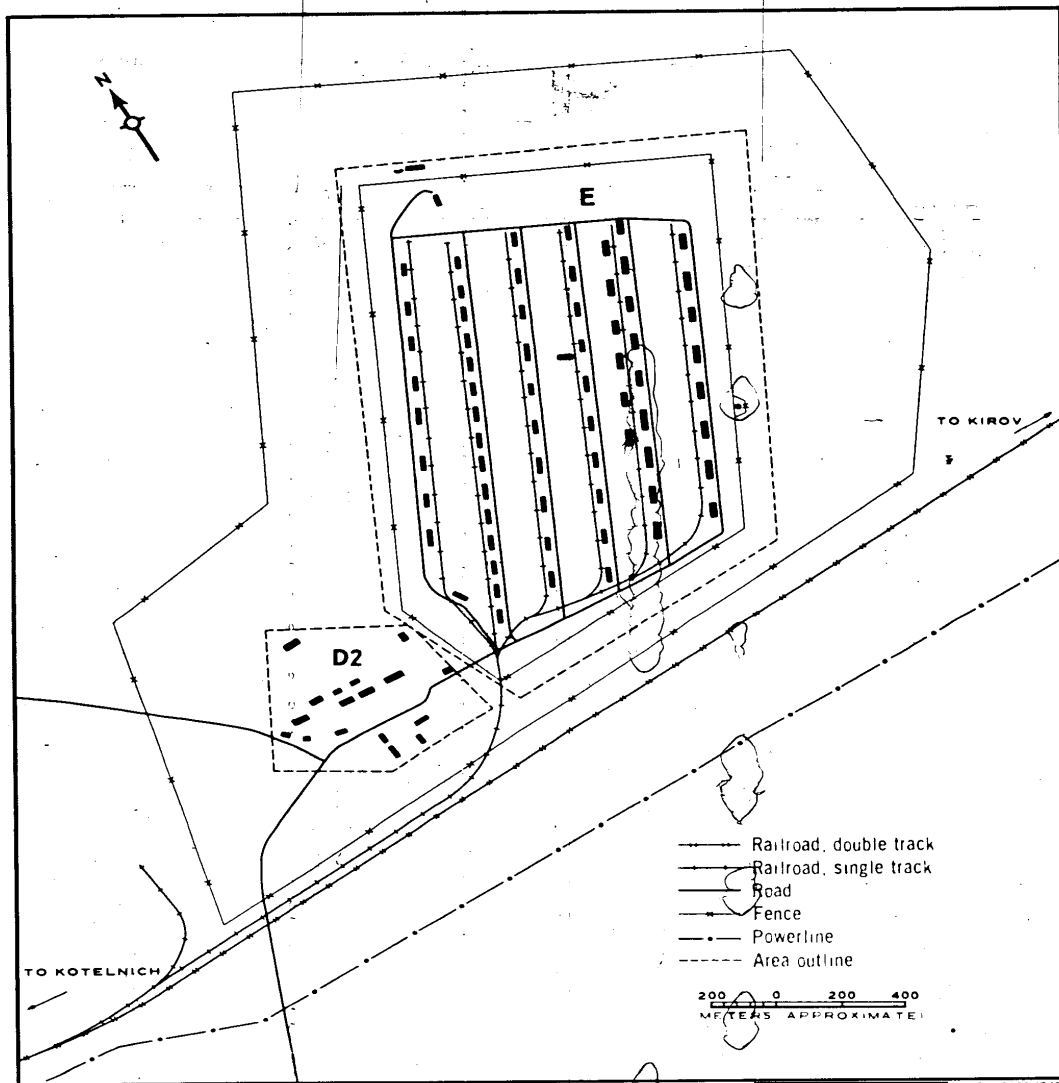 N
E
TO KIROV
D2
Railroad, double track
Railroad, single track
Road
Fence
Powerline
Area outline
TO KOTELNICH
200 0 200 400
METERS APPROXIMATE